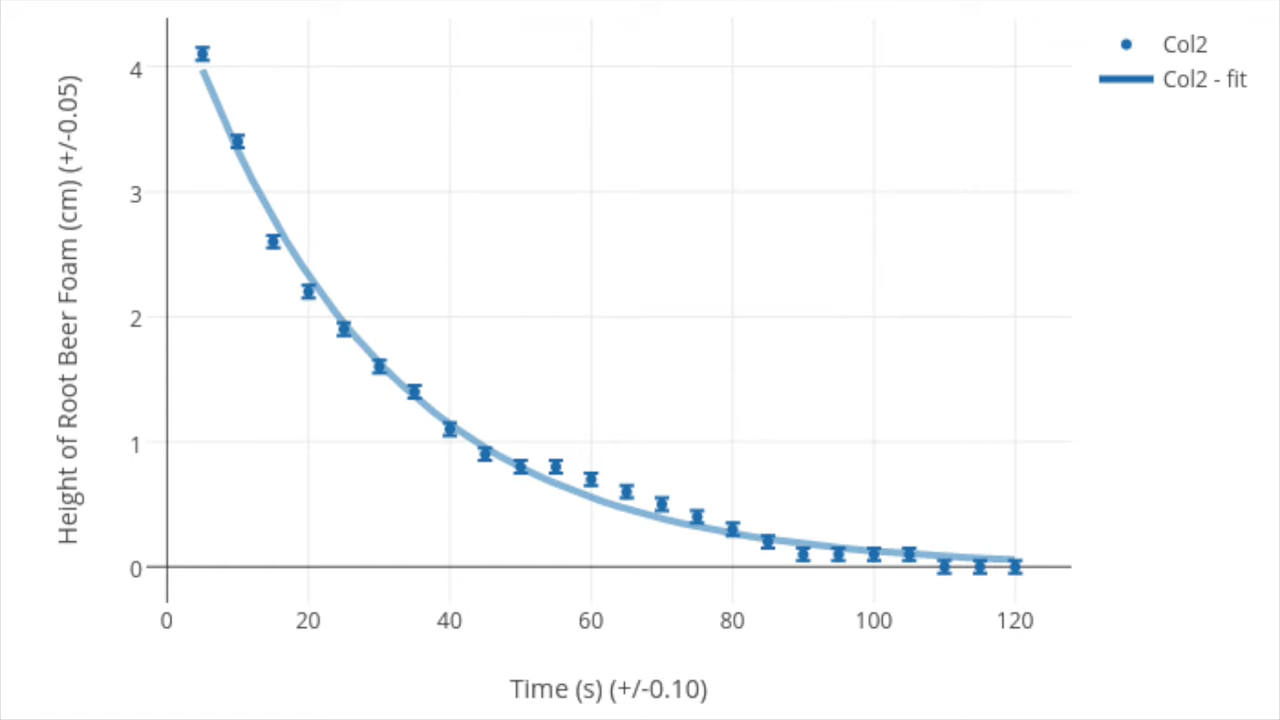 Col2
Col2 - fit
Height of Root Beer Foam (cm) (+/-0.05)
4
3
2
1
0
0 20 40 60 80 100 120
Time (s) (+/-0.10)